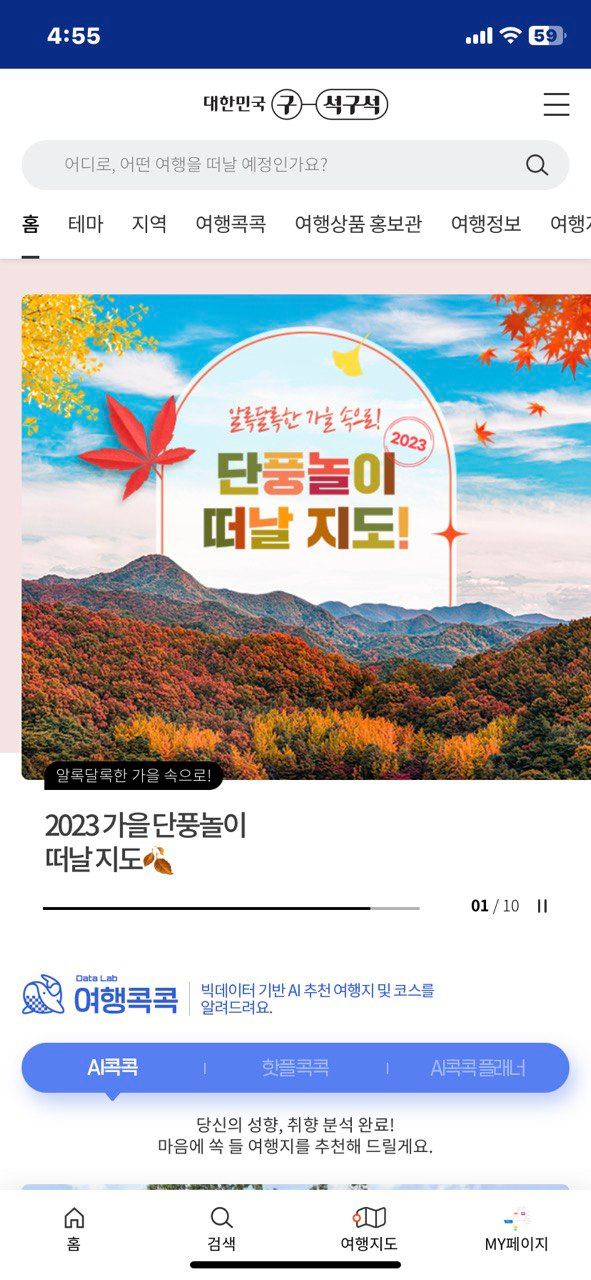 4:55
59
대한민국 구석구석
어디로, 어떤 여행을 떠날 예정인가요?
홈 테마 지역 여행콕콕 여행상품 홍보관 여행정보
알록달록한 가을 속으로!
2023
단풍놀이
떠날 지도!
알록달록한 가을 속으로!
2023 가을 단풍놀이
떠날 지도
01 / 10
Data Lab
여행콕콕
빅데이터 기반 AI 추천 여행지 및 코스를
알려드려요.
AI콕콕 핫플콕콕 AI콕콕 플래너
당신의 성향, 취향 분석 완료!
마음에 쏙 들 여행지를 추천해 드릴게요.
홈 검색 여행지도 MY페이지